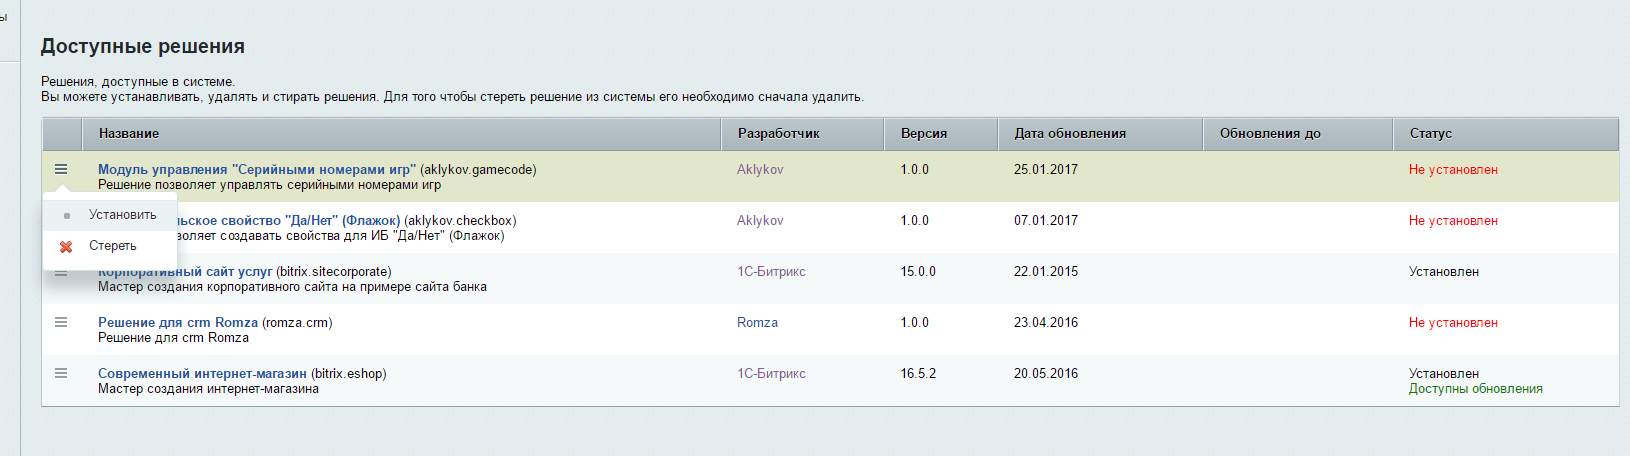 ы
Доступные решения
Решения, доступные в системе.
Вы можете устанавливать, удалять и стирать решения. Для того чтобы стереть решение из системы его необходимо сначала удалить.
Название Разработчик Версия Дата обновления Обновления до Статус
Модуль управления "Серийными номерами игр" (aklykov.gamecode) Aklykov 1.0.0 25.01.2017 Не установлен
Решение позволяет управлять серийными номерами игр
Установить
Стереть
льское свойство "Да/Нет" (Флажок) (aklykov.checkbox) Aklykov 1.0.0 07.01.2017 Не установлен
воляет создавать свойства для ИБ "Да/Нет" (Флажок)
Корпоративный сайт услуг (bitrix.sitecorporate) 1С-Битрикс 15.0.0 22.01.2015 Установлен
Мастер создания корпоративного сайта на примере сайта банка
Решение для crm Romza (romza.crm) Romza 1.0.0 23.04.2016 Не установлен
Решение для crm Romza
Современный интернет-магазин (bitrix.eshop) 1С-Битрикс 16.5.2 20.05.2016 Установлен
Мастер создания интернет-магазина Доступны обновления